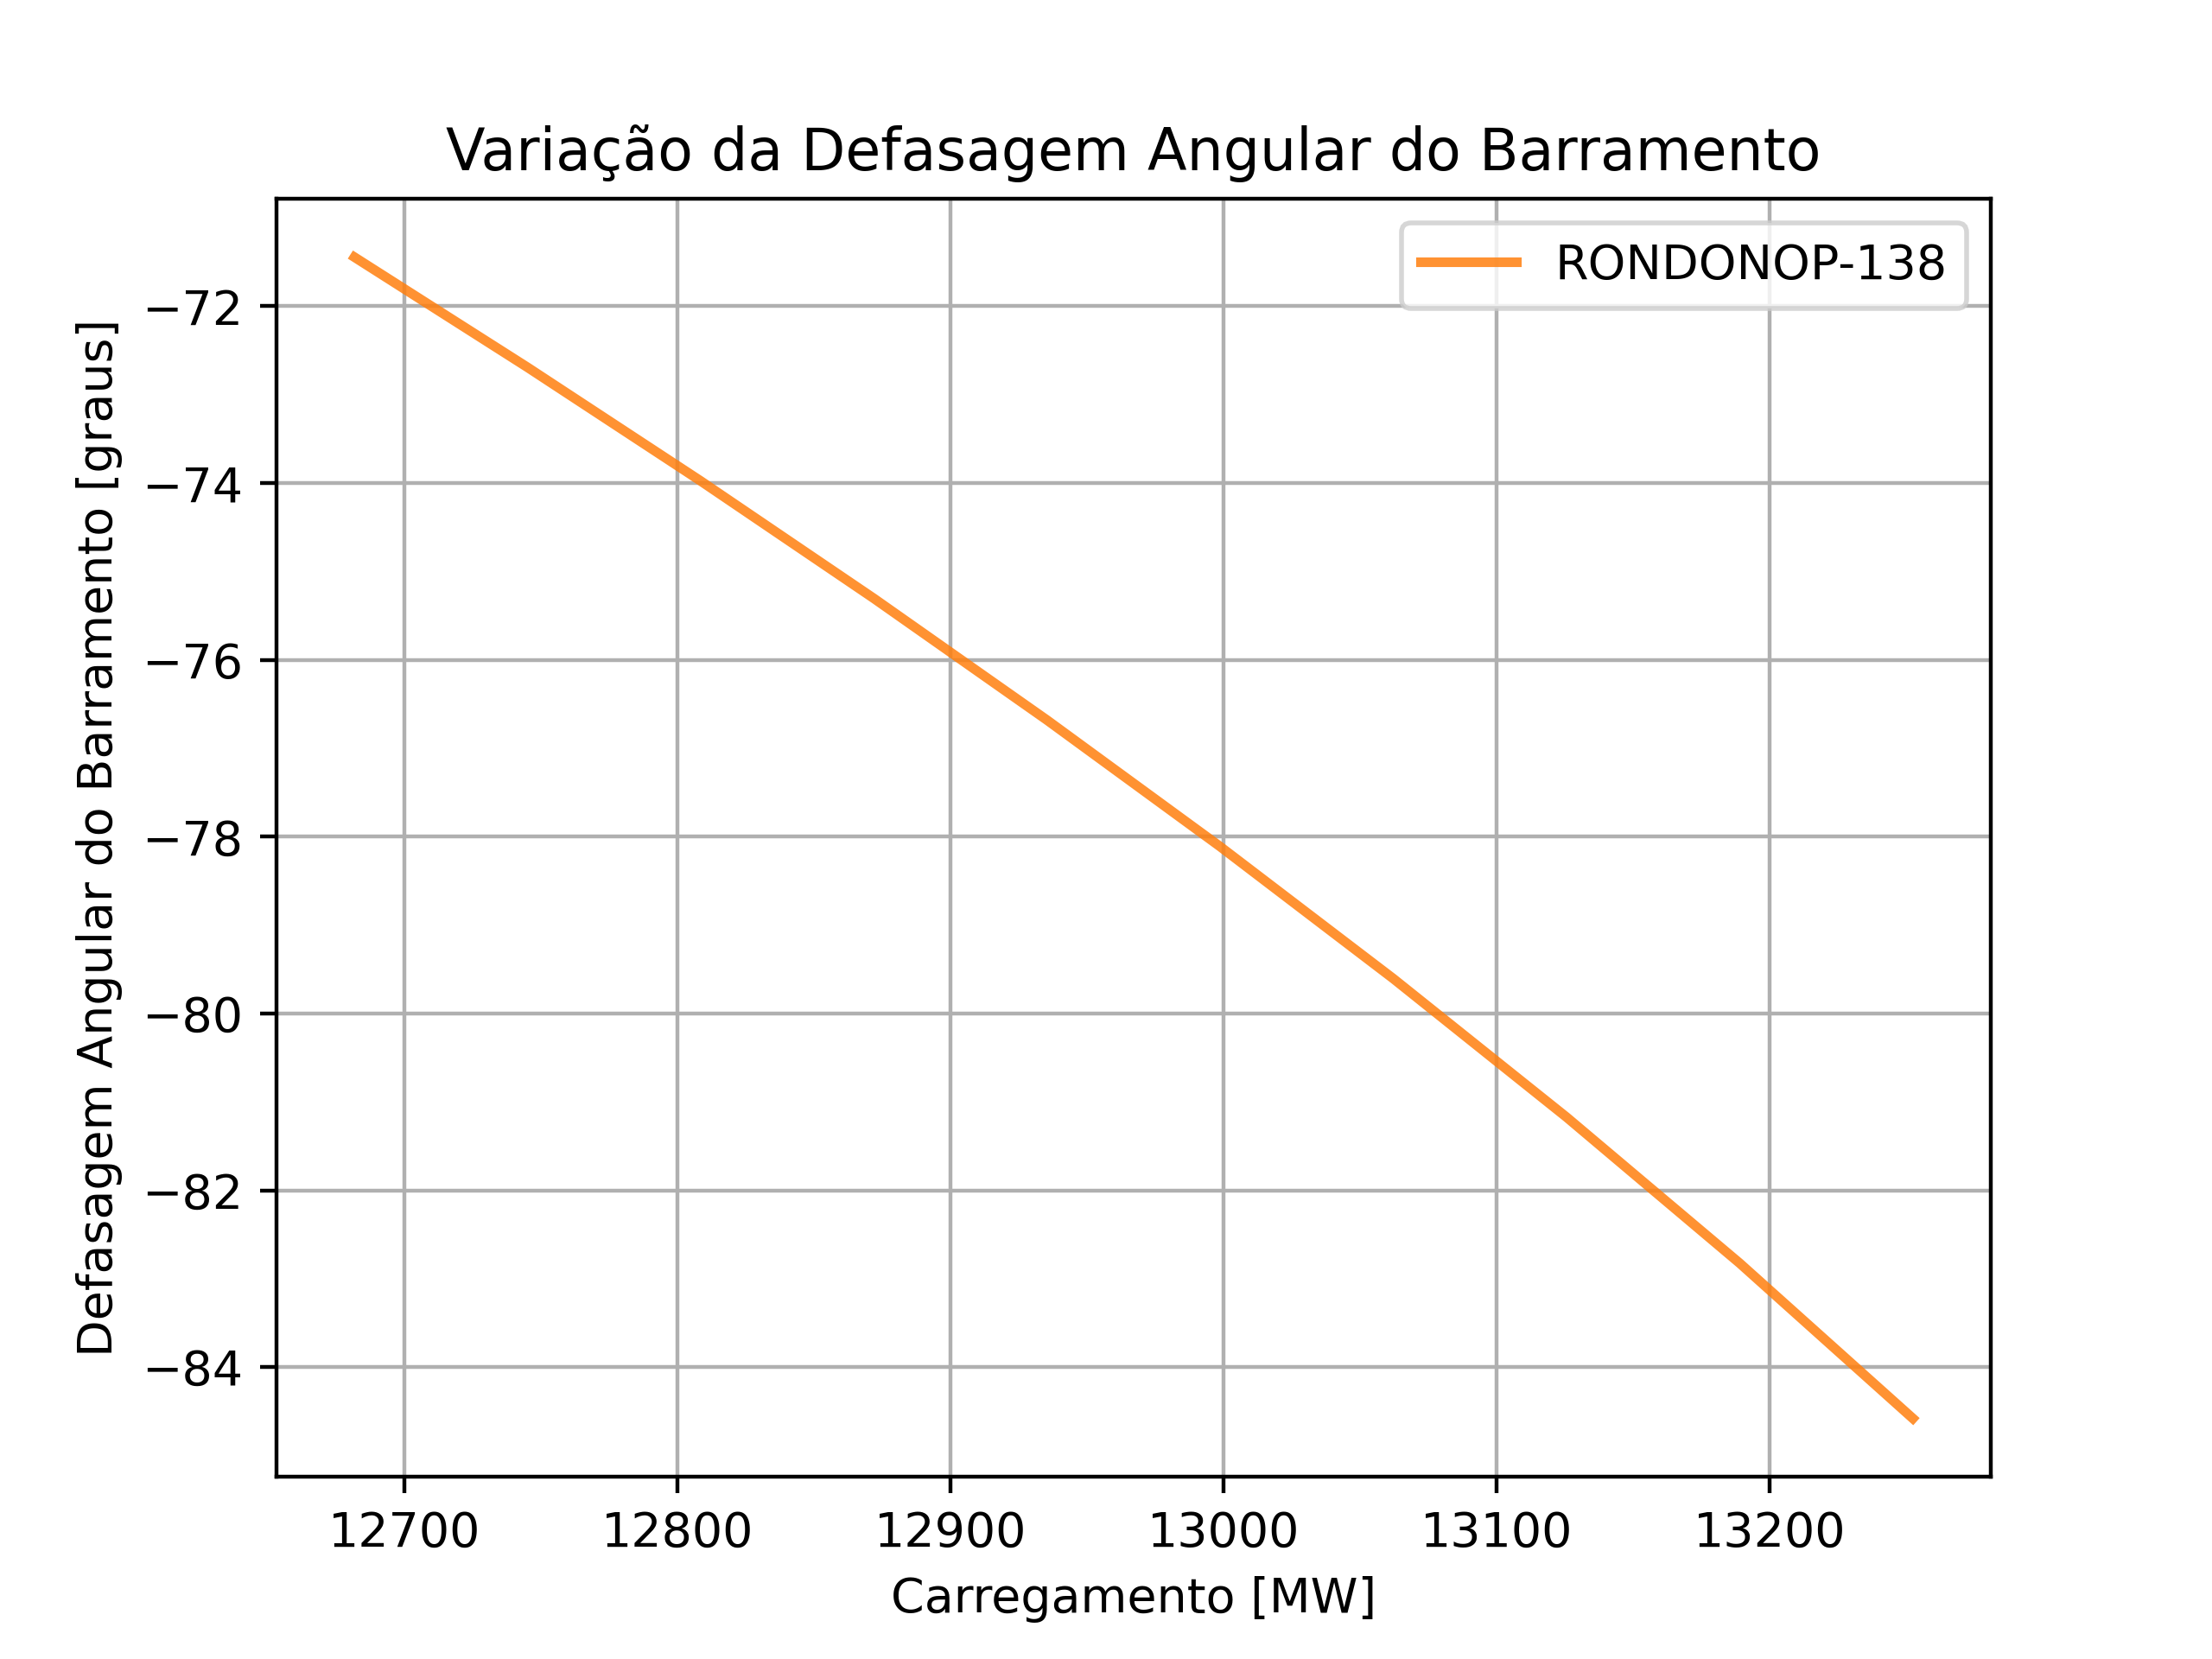 Variação da Defasagem Angular do Barramento
RONDONOP-138
Defasagem Angular do Barramento [graus]
−72
−74
−76
−78
−80
−82
−84
12700 12800 12900 13000 13100 13200
Carregamento [MW]